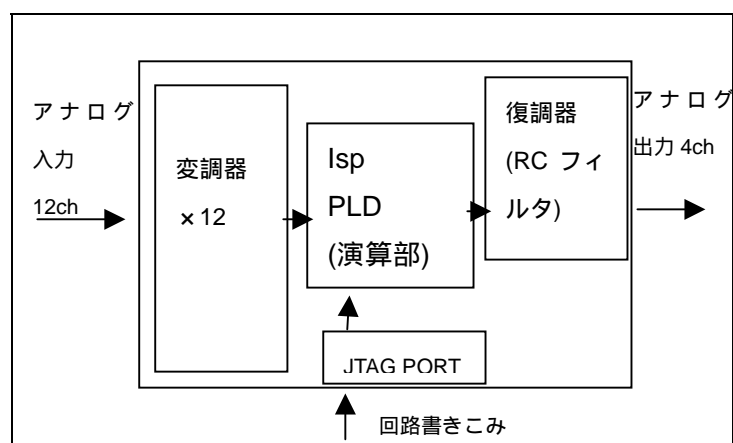 アナログ
入力
12ch
変調器
×12
Isp
PLD
(演算部)
復調器
(RC フィ
ルタ)
アナログ
出力 4ch
JTAG PORT
回路書きこみ